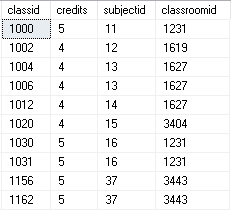 classid credits subjectid classroomid
1000 5 11 1231
1002 4 12 1619
1004 4 13 1627
1006 4 13 1627
1012 4 14 1627
1020 4 15 3404
1030 5 16 1231
1031 5 16 1231
1156 5 37 3443
1162 5 37 3443